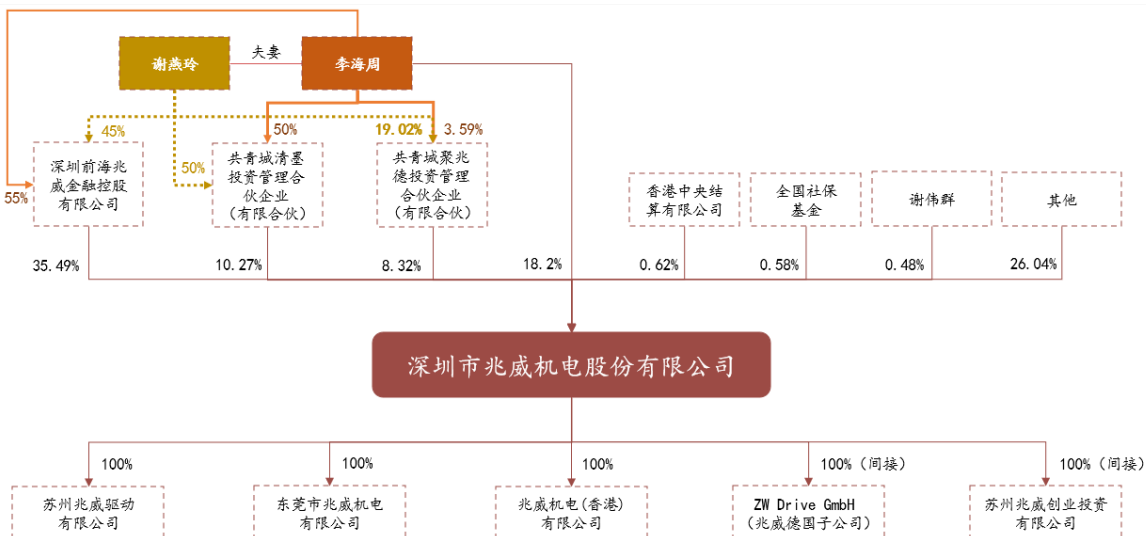 谢燕玲
夫妻
李海周
45%
50%
50%
19.02%
3.59%
55%
深圳前海兆
威金融控股
有限公司
共青城清墨
投资管理合
伙企业
（有限合伙）
共青城聚兆
德投资管理
合伙企业
（有限合伙）
香港中央结
算有限公司
全国社保
基金
谢伟群
其他
35.49%
10.27%
8.32%
18.2%
0.62%
0.58%
0.48%
26.04%
深圳市兆威机电股份有限公司
100%
100%
100%
100%（间接）
100%（间接）
苏州兆威驱动
有限公司
东莞市兆威机电
有限公司
兆威机电(香港)
有限公司
ZW Drive GmbH
（兆威德国子公司）
苏州兆威创业投资
有限公司